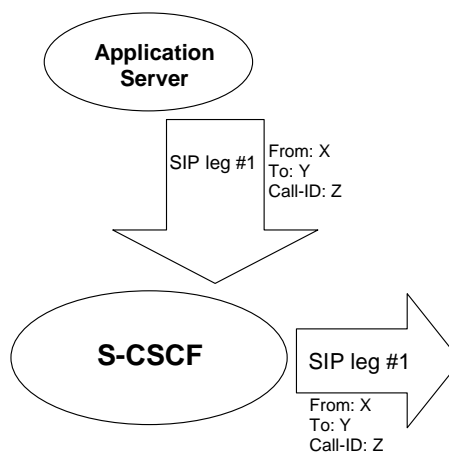 Application
Server
SIP leg #1
From: X
To: Y
Call-ID: Z
S-CSCF
SIP leg #1
From: X
To: Y
Call-ID: Z